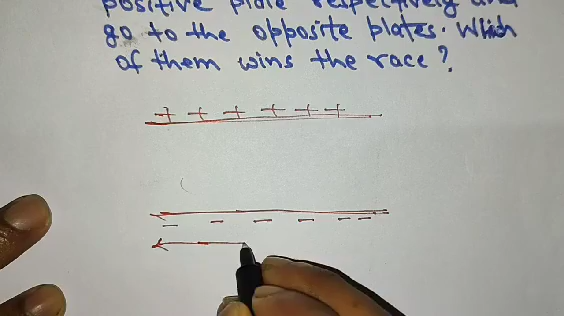 positive plate respectively and
go to the opposite plates. Which
of them wins the race?
+ + + + + +
- - - - - -